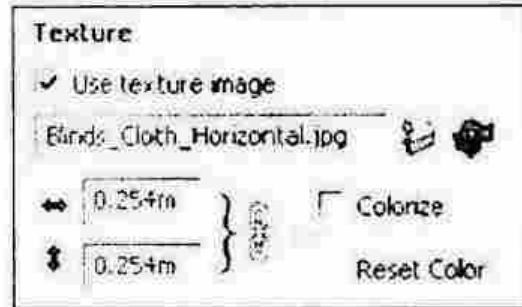 Texture
Use texture image
Blinds_Cloth_Horizontal.jpg
0.254m
Colorize
0.254m
Reset Color